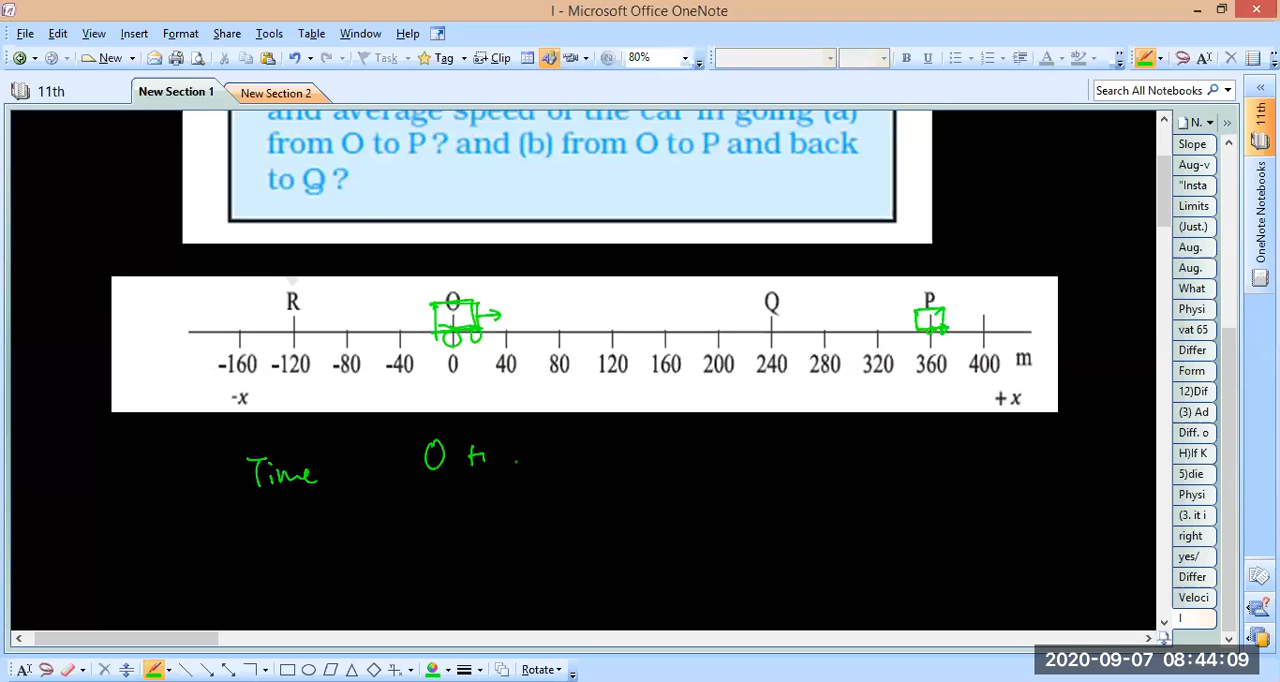 I - Microsoft Office OneNote
File Edit View Insert Format Share Tools Table Window Help
New Task Tag Clip 80% B U
11th New Section 1 New Section 2 Search All Notebooks
and average speed of the car in going (a)
from O to P ? and (b) from O to P and back
to Q ?
R O Q P
-160 -120 -80 -40 0 40 80 120 160 200 240 280 320 360 400 m
-x +x
Time O to
N.
Slope
Aug-v
"Insta
Limits
(Just.)
Aug.
Aug.
What
Physi
vat 65
Differ
Form
12)Dif
(3) Ad
Diff. o
H)If K
5)die
Physi
(3. it i
right
yes/
Differ
Veloci
I
11th
OneNote Notebooks
2020-09-07 08:44:09
Rotate